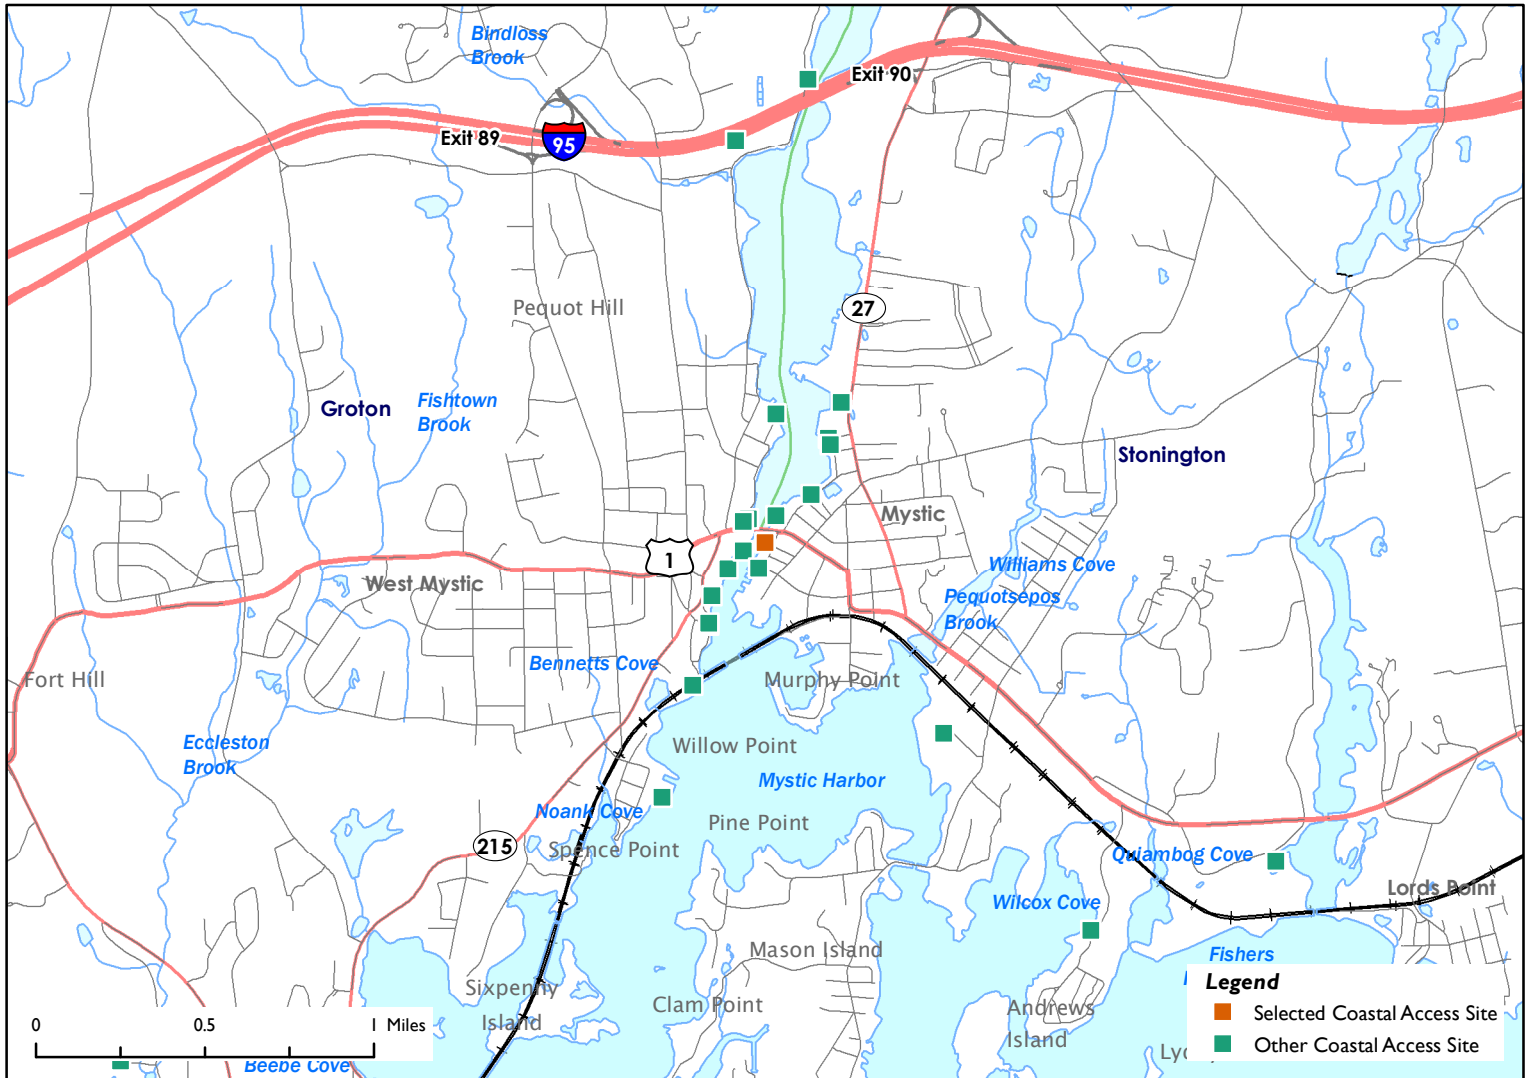 Bindloss
Brook
Exit 90
Exit 89
95
Pequot Hill
27
Groton
Fishtown
Brook
Stonington
Mystic
1
West Mystic
Williams Cove
Pequotsepos
Brook
Bennetts Cove
Fort Hill
Murphy Point
Eccleston
Brook
Willow Point
Mystic Harbor
Noank Cove
Pine Point
215
Spence Point
Quiambog Cove
Lords Point
Wilcox Cove
Mason Island
Fishers
Sixpenny
Island
Clam Point
Andrews
Island
Legend
Selected Coastal Access Site
Other Coastal Access Site
0 0.5 1 Miles
Beebe Cove